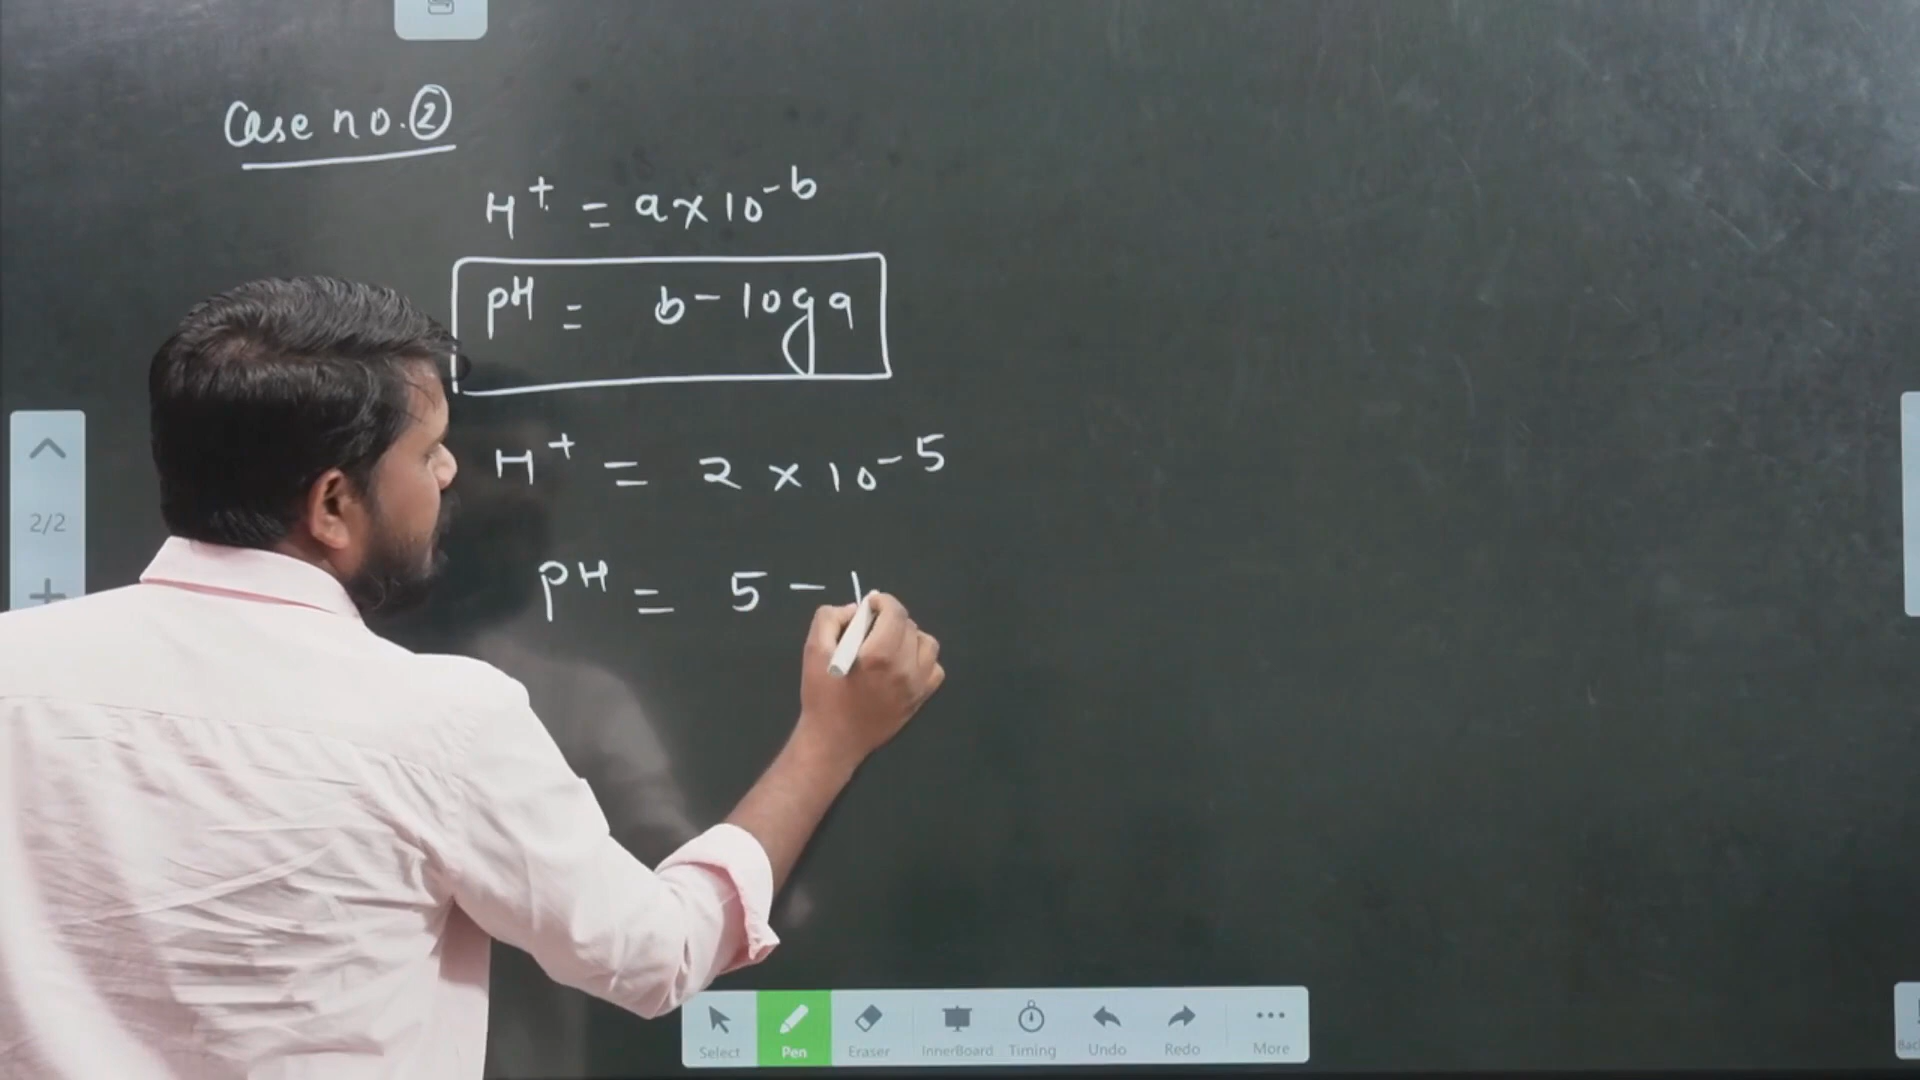 Case no. ②
H⁺ = a × 10⁻ᵇ
pH = b - log a
H⁺ = 2 × 10⁻⁵
pH = 5 - l
2/2
Select Pen Eraser InnerBoard Timing Undo Redo More